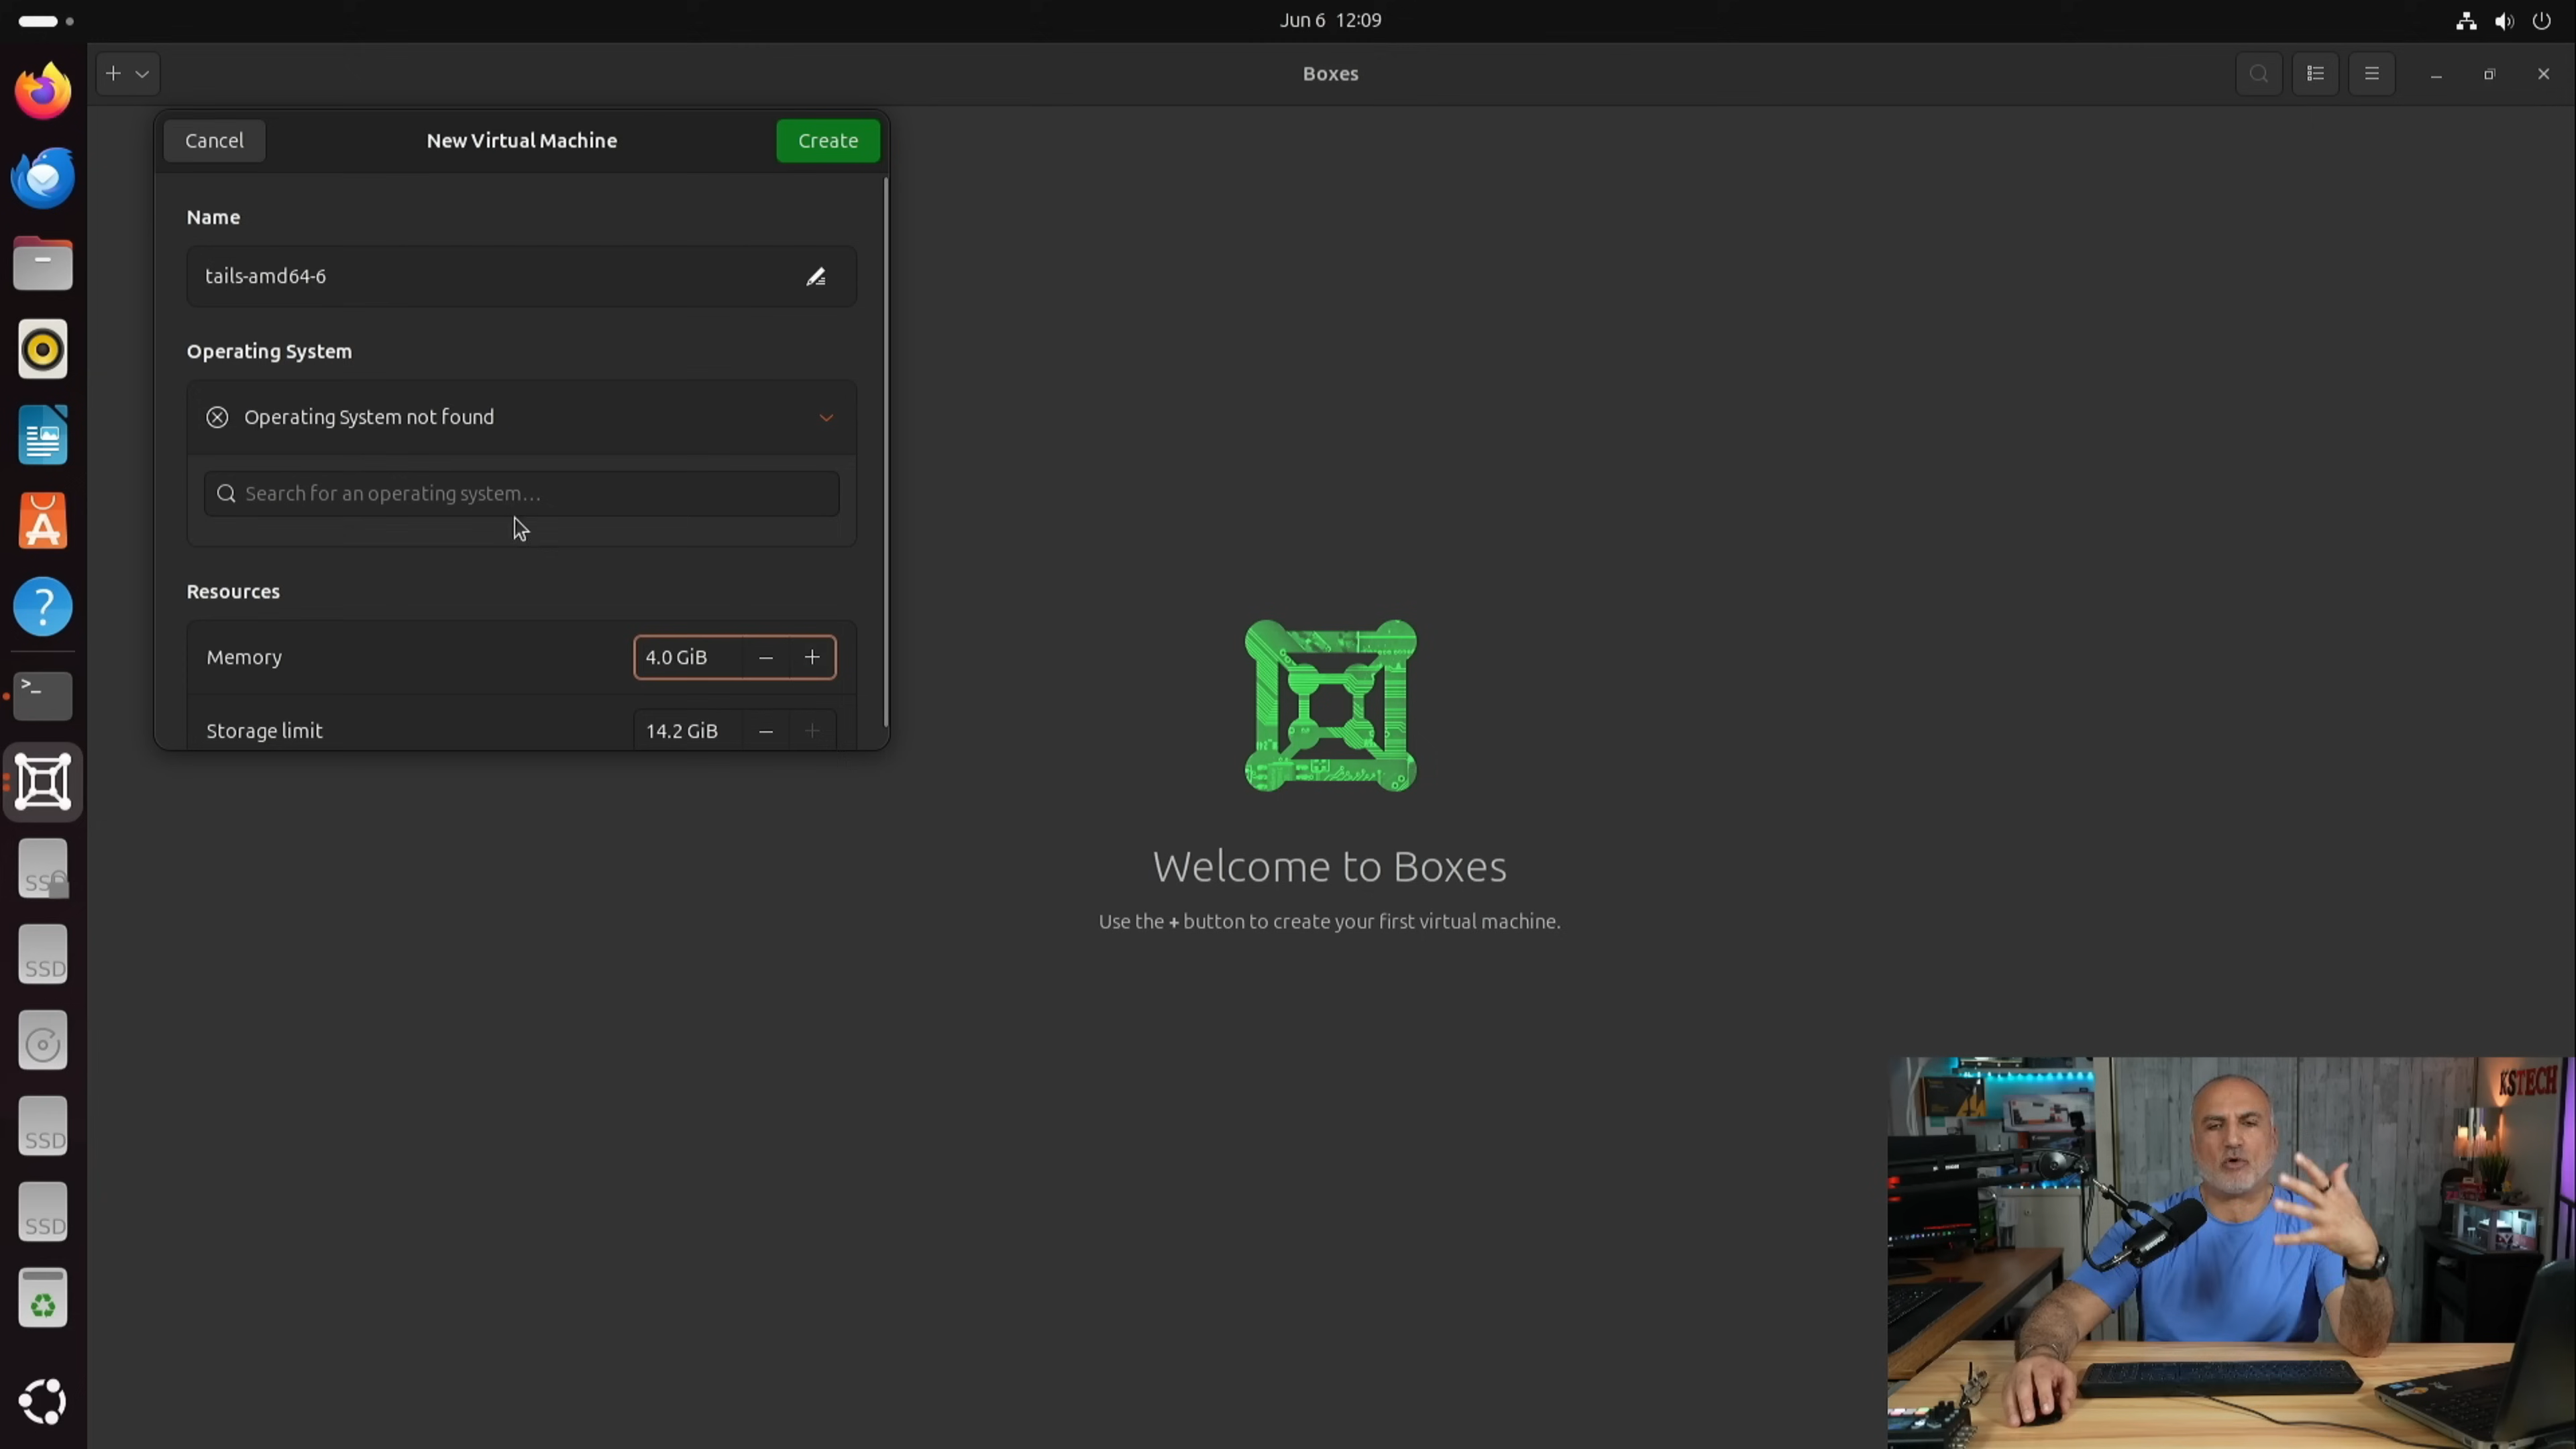 Jun 6 12:09
Boxes
Cancel
New Virtual Machine
Create
Name
tails-amd64-6
Operating System
Operating System not found
Search for an operating system...
Resources
Memory
4.0 GiB
Storage limit
14.2 GiB
Welcome to Boxes
Use the + button to create your first virtual machine.
SSD
SSD
SSD
SSD
KSTECH